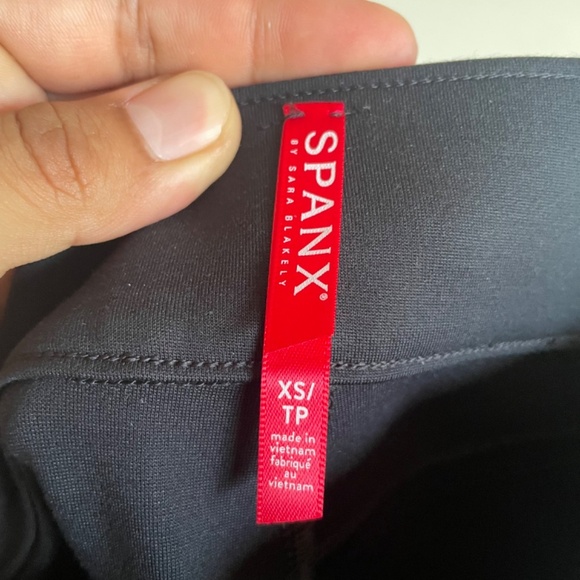 SPANX®
BY SARA BLAKELY
XS/
TP
made in
vietnam
fabriqué
au
vietnam